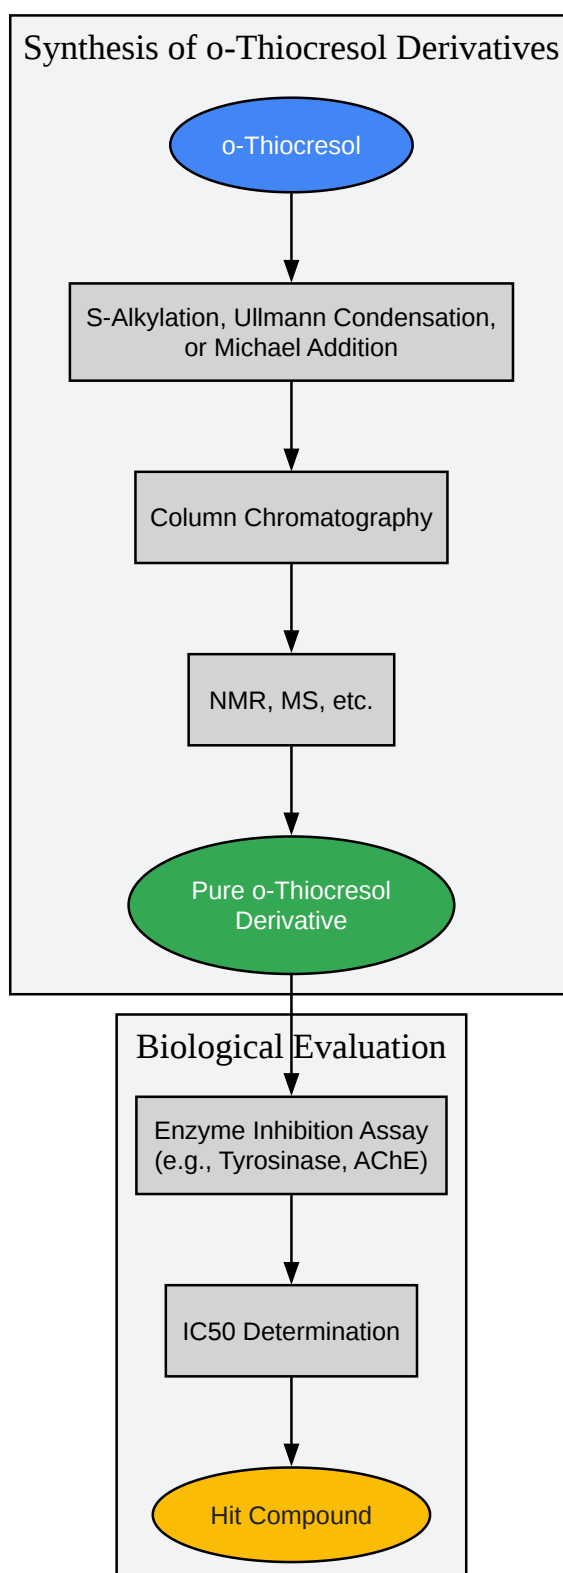 Synthesis of o-Thiocresol Derivatives
o-Thiocresol
S-Alkylation, Ullmann Condensation,
or Michael Addition
Column Chromatography
NMR, MS, etc.
Pure o-Thiocresol
Derivative
Biological Evaluation
Enzyme Inhibition Assay
(e.g., Tyrosinase, AChE)
IC50 Determination
Hit Compound